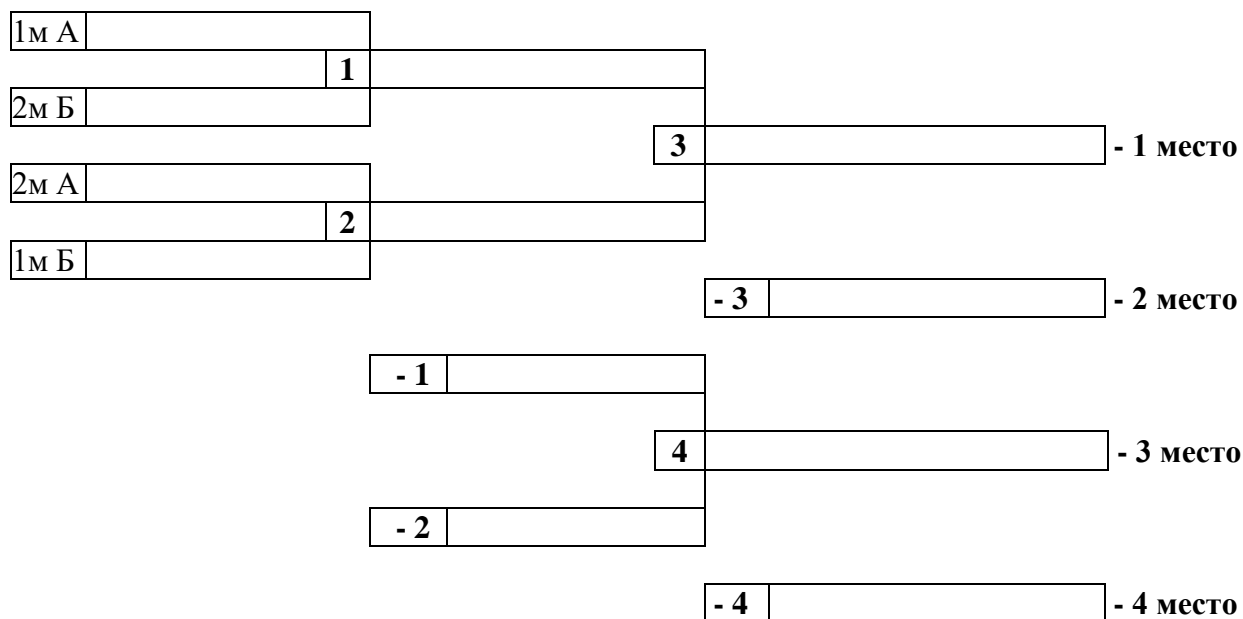 1м А
1
2м Б
3 - 1 место
2м А
2
1м Б
- 3 - 2 место
- 1
4 - 3 место
- 2
- 4 - 4 место